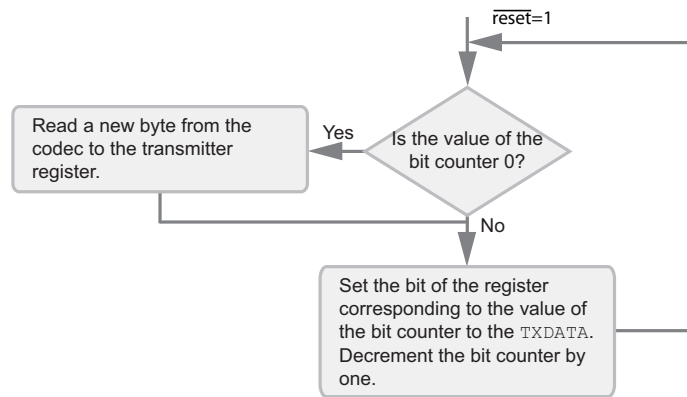 reset=1
Read a new byte from the
codec to the transmitter
register.
Yes
Is the value of the
bit counter 0?
No
Set the bit of the register
corresponding to the value of
the bit counter to the TXDATA.
Decrement the bit counter by
one.